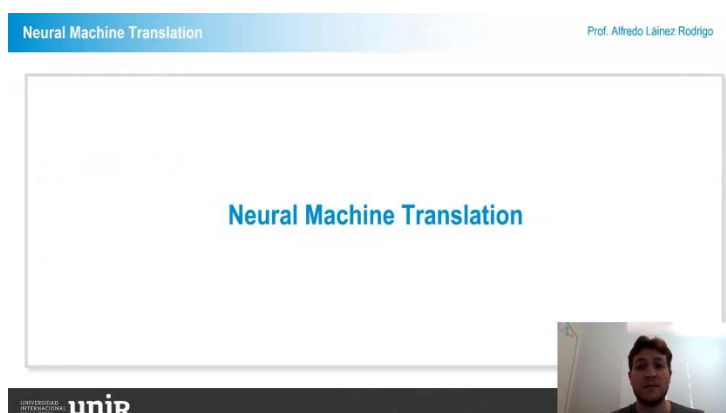 Neural Machine Translation
Prof. Alfredo Láinez Rodrigo
Neural Machine Translation
UNIVERSIDAD
INTERNACIONAL
unir